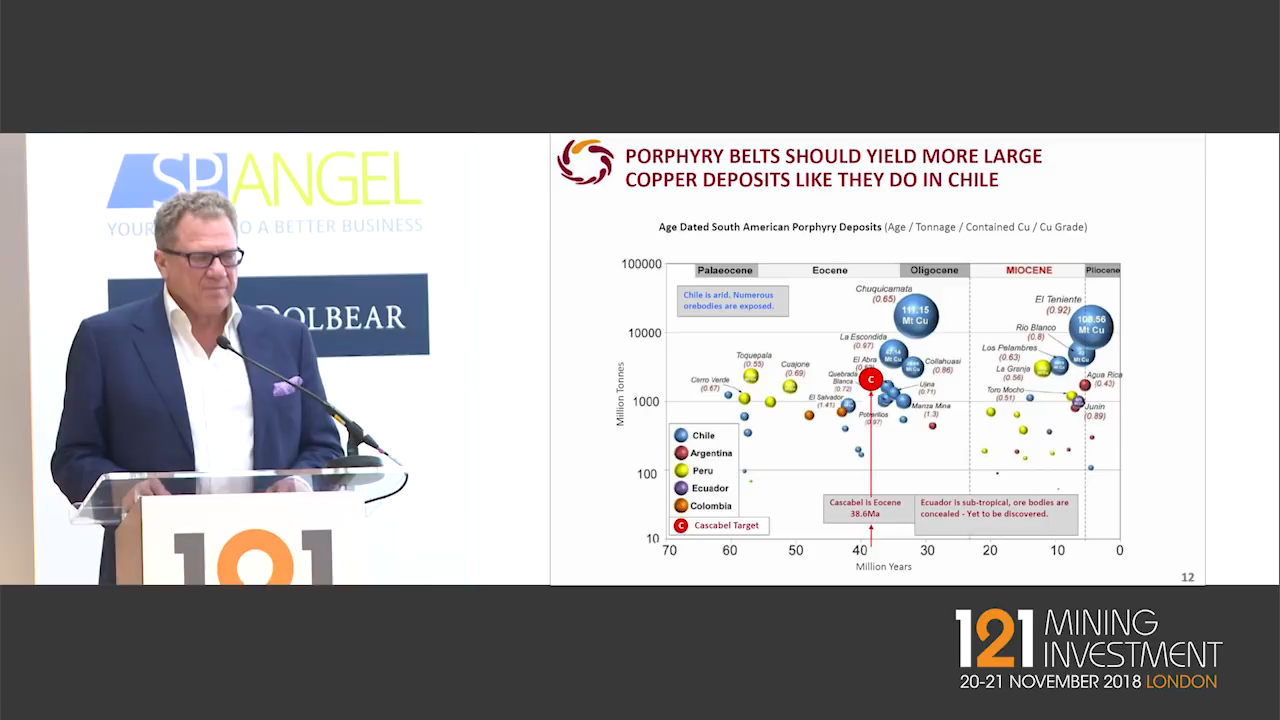 SP ANGEL
YOUR
O A BETTER BUSINESS
DOLBEAR
121
PORPHYRY BELTS SHOULD YIELD MORE LARGE
COPPER DEPOSITS LIKE THEY DO IN CHILE
Age Dated South American Porphyry Deposits (Age / Tonnage / Contained Cu / Cu Grade)
100000
10000
1000
100
10
Million Tonnes
Palaeocene
Eocene
Oligocene
MIOCENE
Pliocene
Chile is arid. Numerous
orebodies are exposed.
Chuquicamata
(0.65)
111.15
Mt Cu
El Teniente
(0.92)
108.56
Mt Cu
Rio Blanco
(0.8)
Mt Cu
La Escondida
(0.97)
Mt Cu
Los Pelambres
(0.63)
El Abra
Collahuasi
(0.86)
Mt Cu
La Granja
(0.56)
Toquepala
(0.55)
Cuajone
(0.69)
Quebrada
Blanca
(0.72)
C
Ujina
(0.71)
Agua Rica
(0.43)
Cerro Verde
(0.67)
Toro Mocho
(0.51)
El Salvador
(1.41)
Potrerillos
(0.97)
Manza Mina
(1.3)
Junin
(0.89)
Chile
Argentina
Peru
Ecuador
Colombia
C Cascabel Target
Cascabel is Eocene
38.6Ma
Ecuador is sub-tropical, ore bodies are
concealed - Yet to be discovered.
70 60 50 40 30 20 10 0
Million Years
12
121 MINING
INVESTMENT
20-21 NOVEMBER 2018 LONDON